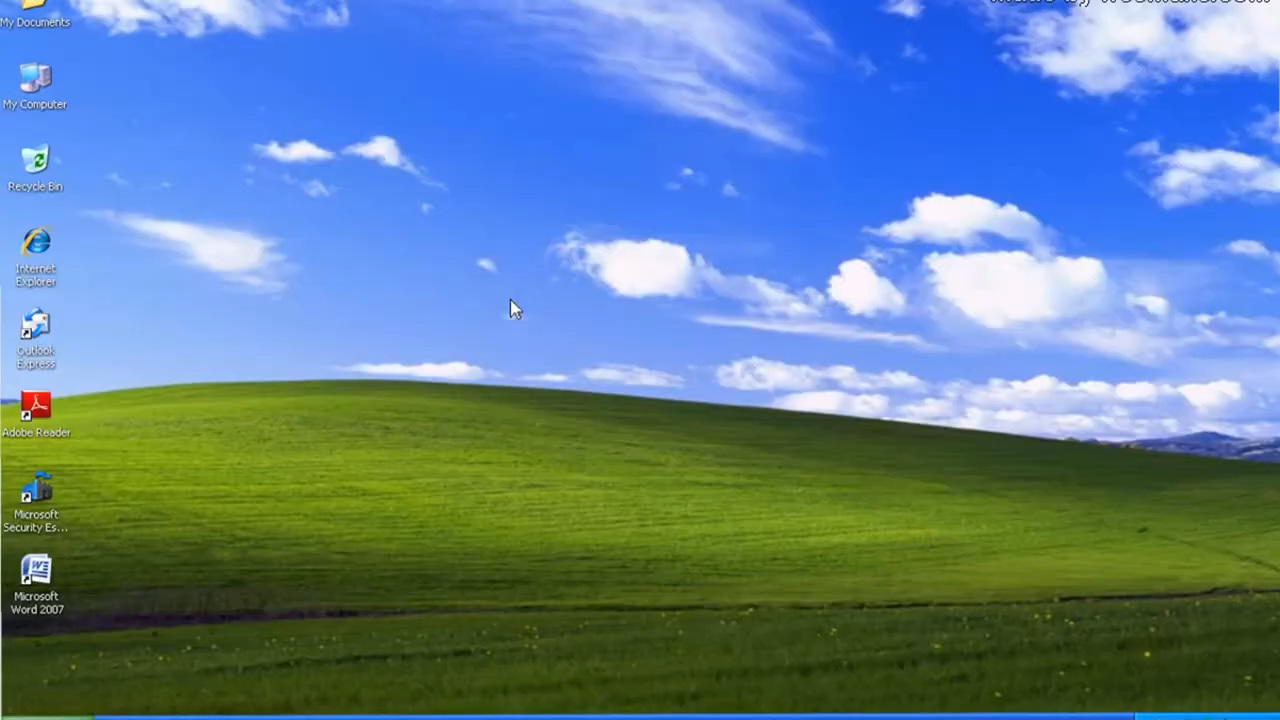 My Documents
My Computer
Recycle Bin
Internet
Explorer
Outlook
Express
Adobe Reader
Microsoft
Security Es...
Microsoft
Word 2007